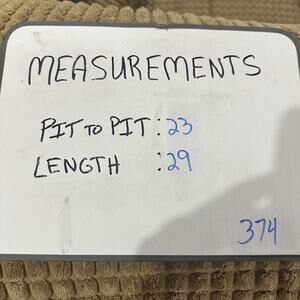 MEASUREMENTS
PIT TO PIT : 23
LENGTH : 29
374